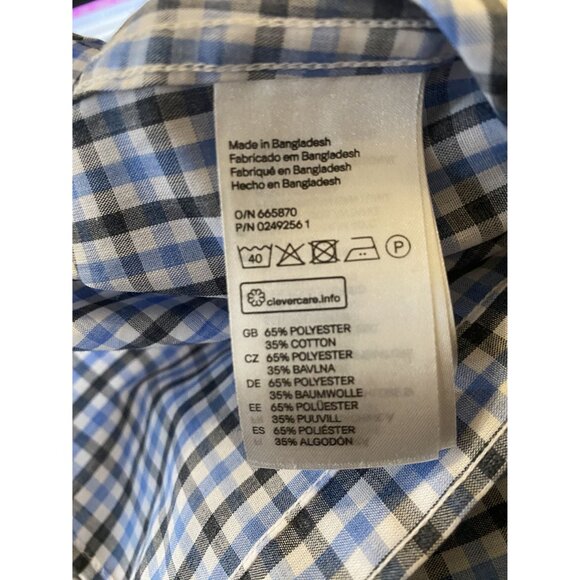 Made in Bangladesh
Fabricado em Bangladesh
Fabriqué en Bangladesh
Hecho en Bangladesh
O/N 665870
P/N 0249256 1
40 P
clevercare.info
GB 65% POLYESTER
35% COTTON
CZ 65% POLYESTER
35% BAVLNA
DE 65% POLYESTER
35% BAUMWOLLE
EE 65% POLÜESTER
35% PUUVILL
ES 65% POLIÉSTER
35% ALGODÓN